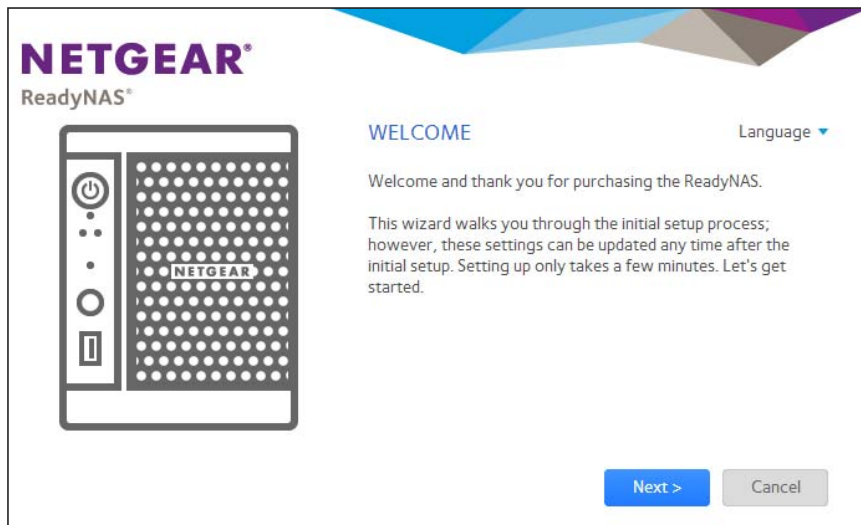 NETGEAR®
ReadyNAS®
NETGEAR
WELCOME
Language
Welcome and thank you for purchasing the ReadyNAS.
This wizard walks you through the initial setup process;
however, these settings can be updated any time after the
initial setup. Setting up only takes a few minutes. Let's get
started.
Next >
Cancel